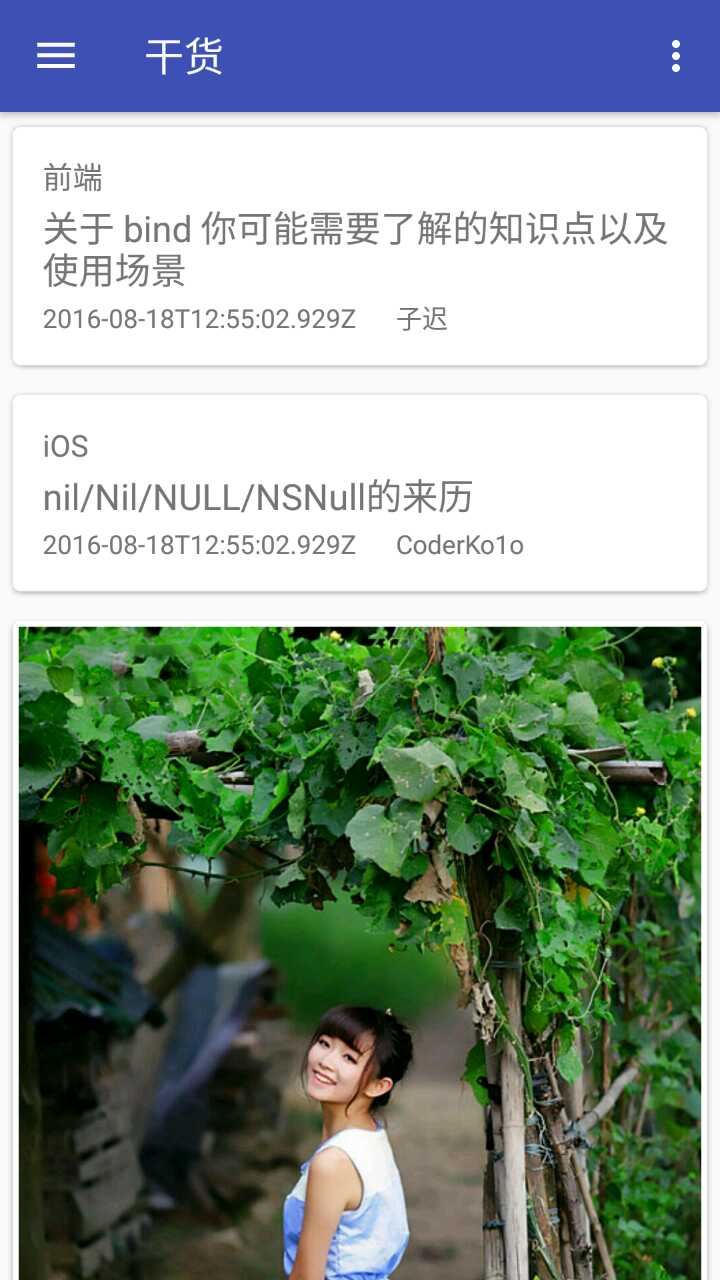 干货
前端
关于 bind 你可能需要了解的知识点以及
使用场景
2016-08-18T12:55:02.929Z 子迟
iOS
nil/Nil/NULL/NSNull的来历
2016-08-18T12:55:02.929Z CoderKo1o